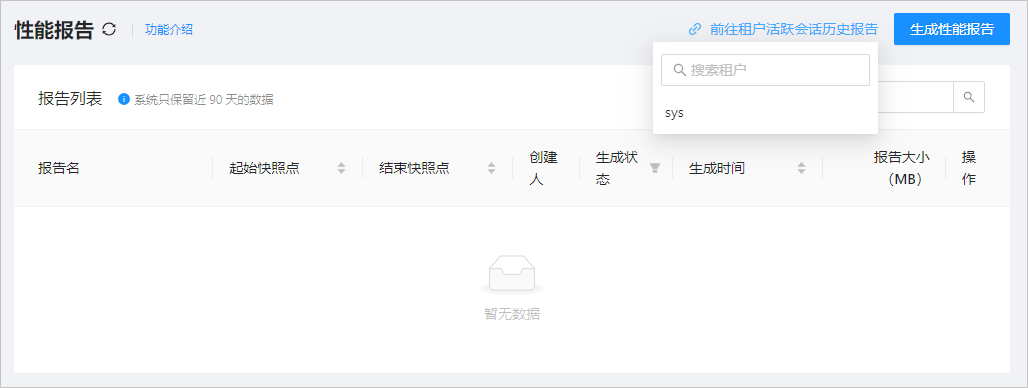 性能报告
功能介绍
前往租户活跃会话历史报告
生成性能报告
搜索租户
sys
报告列表
系统只保留近 90 天的数据
报告名
起始快照点
结束快照点
创建
人
生成状
态
生成时间
报告大小
（MB）
操
作
暂无数据